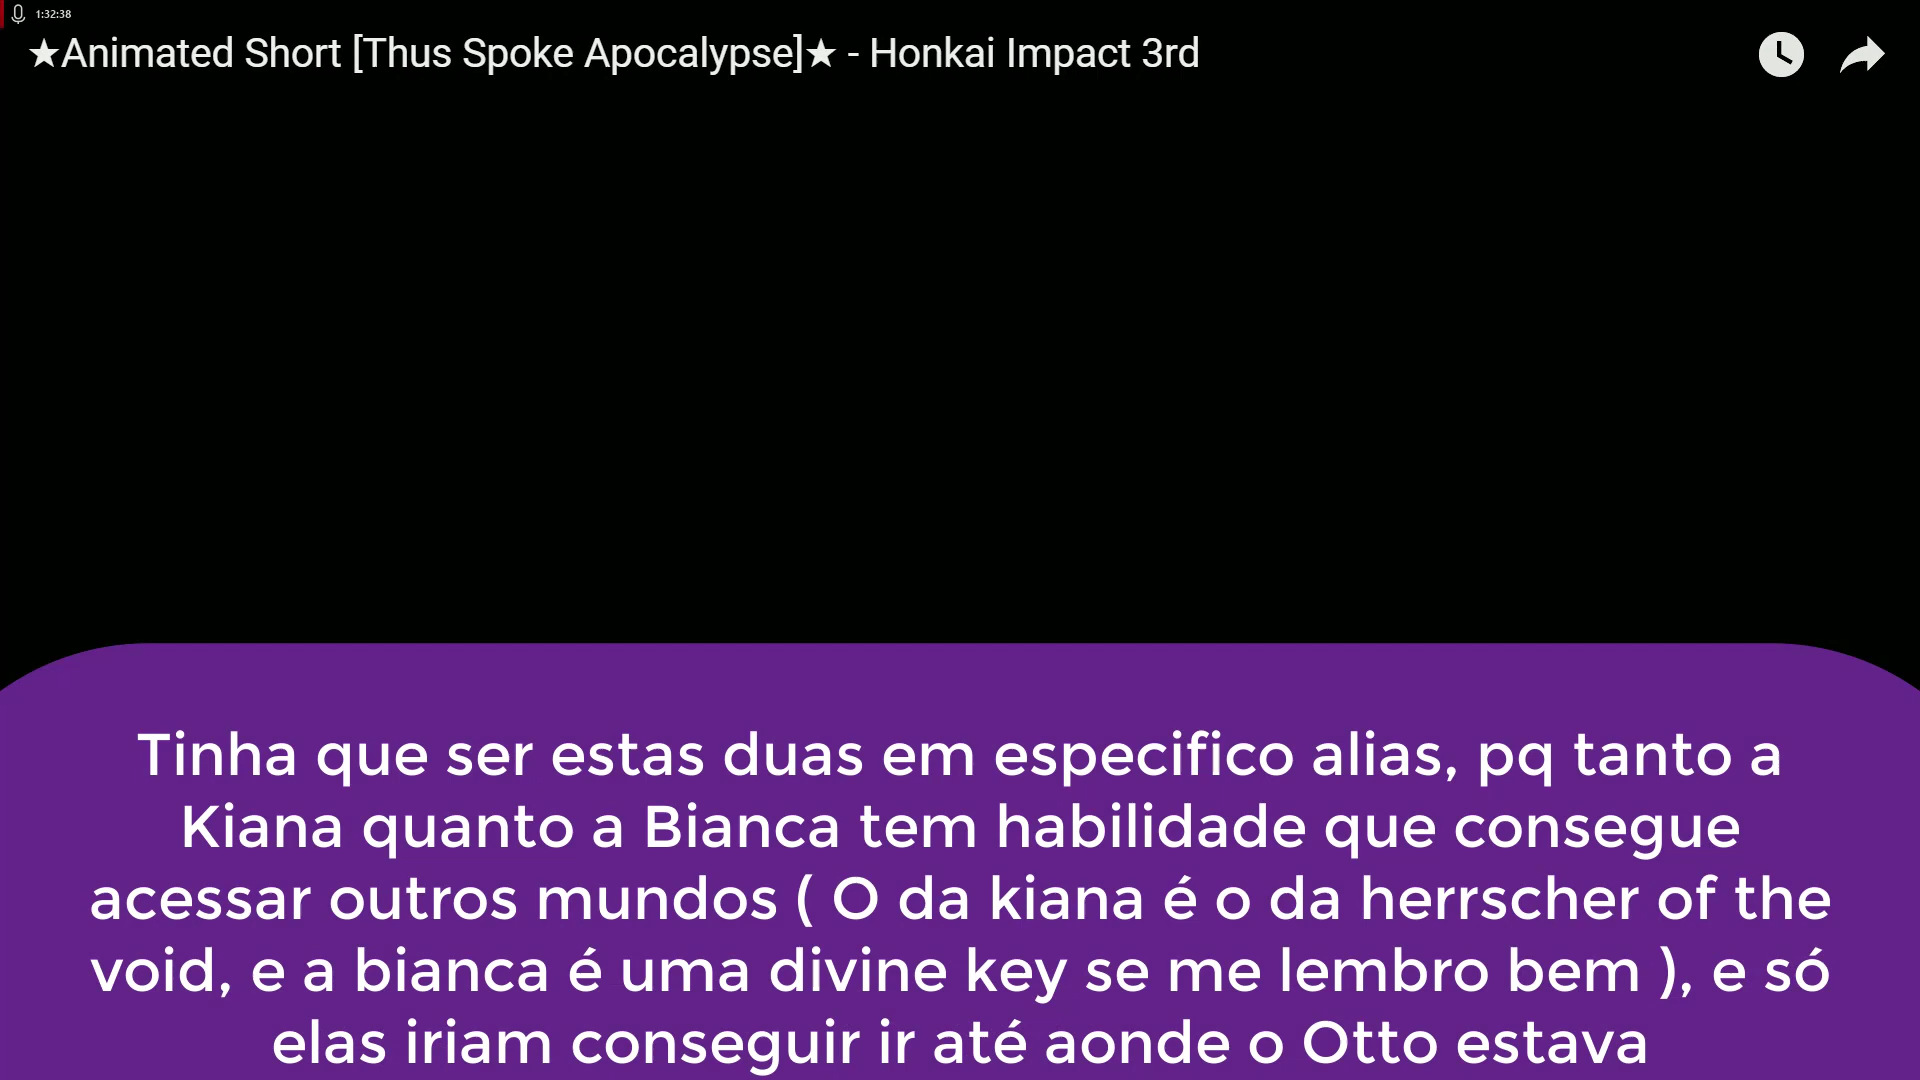 1:32:38
★Animated Short [Thus Spoke Apocalypse]★ - Honkai Impact 3rd
Tinha que ser estas duas em especifico alias, pq tanto a
Kiana quanto a Bianca tem habilidade que consegue
acessar outros mundos ( O da kiana é o da herrscher of the
void, e a bianca é uma divine key se me lembro bem ), e só
elas iriam conseguir ir até aonde o Otto estava